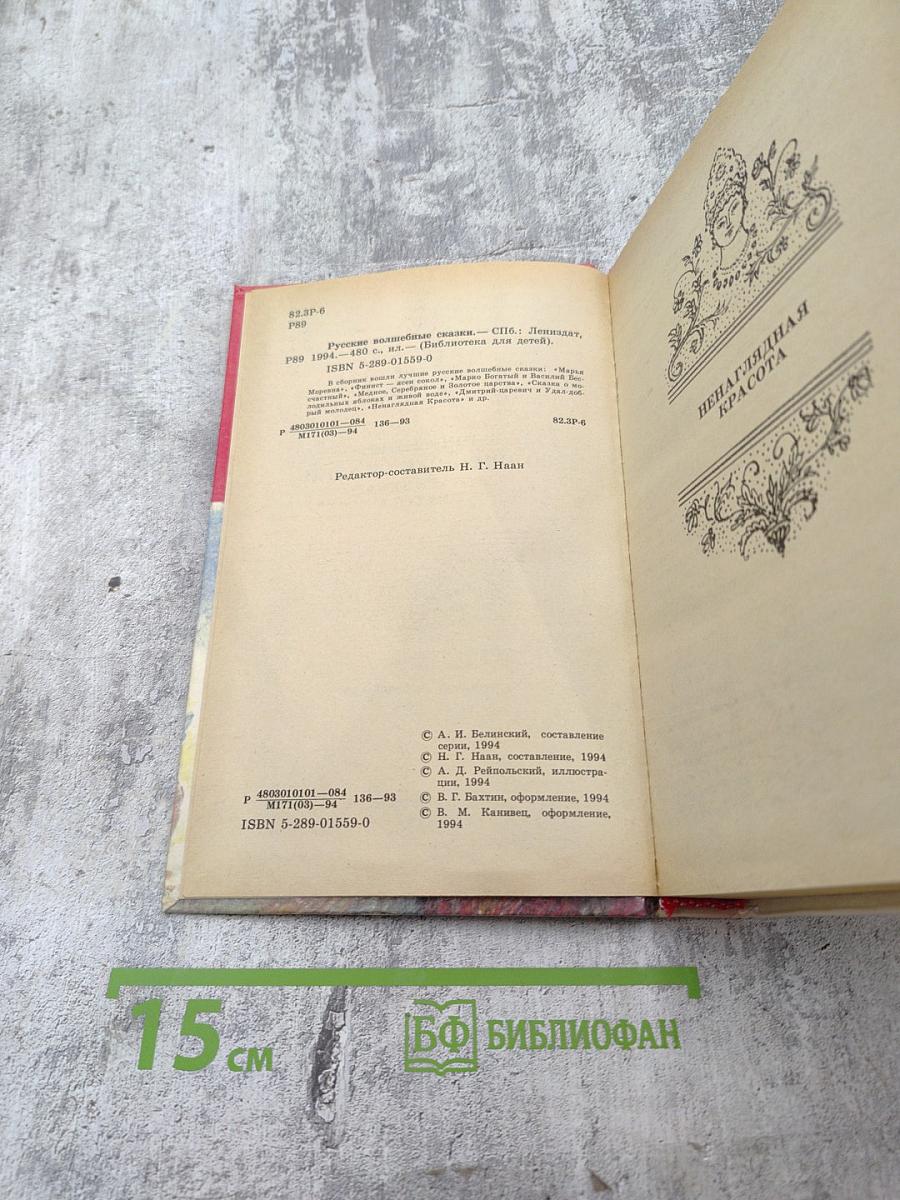 82.3Р-6
Р89
Русские волшебные сказки.— СПб.: Лениздат,
Р89 1994.—480 с., ил.— (Библиотека для детей).
ISBN 5-289-01559-0
В сборник вошли лучшие русские волшебные сказки: «Марья
Моревна», «Финист — ясен сокол», «Марко Богатый и Василий Бес-
счастный», «Медное, Серебряное и Золотое царства», «Сказка о мо-
лодильных яблоках и живой воде», «Дмитрий-царевич и Удал-доб-
рый молодец», «Ненаглядная Красота» и др.
Р 4803010101—084 136—93 82.3Р-6
М171(03)—94
Редактор-составитель Н. Г. Наан
Р 4803010101—084 136—93
М171(03)—94
ISBN 5-289-01559-0
© А. И. Белинский, составление
серии, 1994
© Н. Г. Наан, составление, 1994
© А. Д. Рейпольский, иллюстра-
ции, 1994
© В. Г. Бахтин, оформление, 1994
© В. М. Канивец, оформление,
1994
НЕНАГЛЯДНАЯ
КРАСОТА
15 см
БФ БИБЛИОФАН